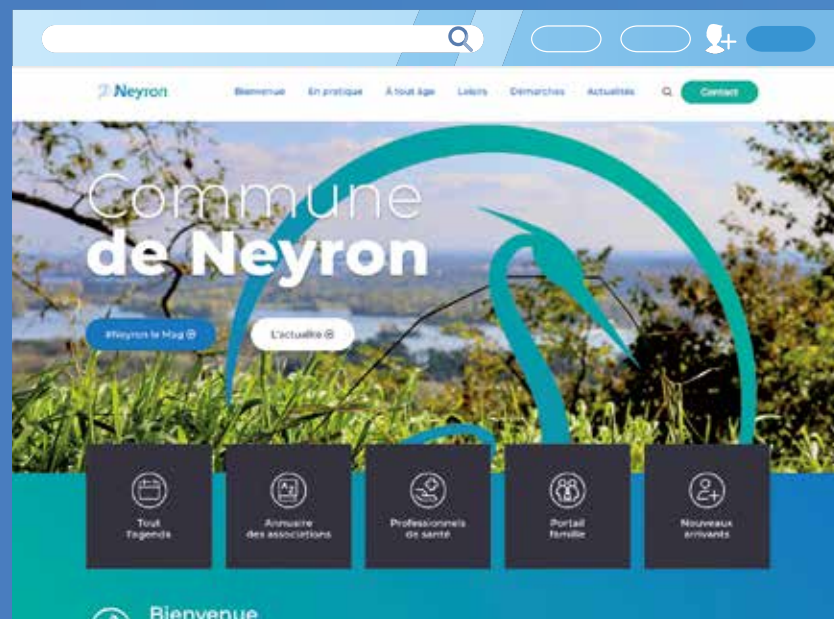 Neyron
Bienvenue
En pratique
À tout âge
Loisirs
Démarches
Actualités
Contact
Commune
de Neyron
#Neyron le Mag
L'actualité
Tout
l'agenda
Annuaire
des associations
Professionnels
de santé
Portail
famille
Nouveaux
arrivants
Bienvenue